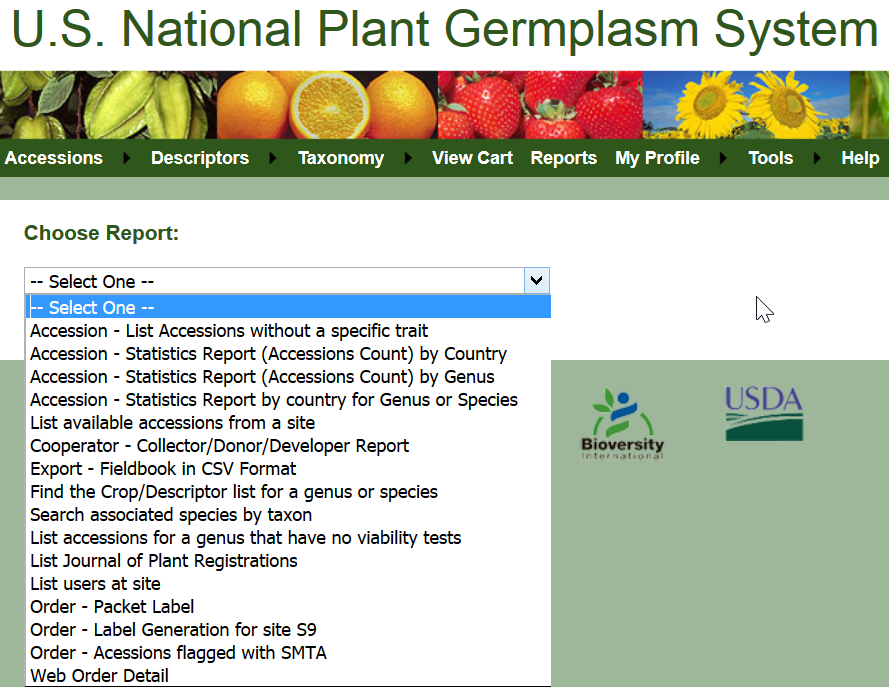 U.S. National Plant Germplasm System
Accessions Descriptors Taxonomy View Cart Reports My Profile Tools Help
Choose Report:
-- Select One --
-- Select One --
Accession - List Accessions without a specific trait
Accession - Statistics Report (Accessions Count) by Country
Accession - Statistics Report (Accessions Count) by Genus
Accession - Statistics Report by country for Genus or Species
List available accessions from a site
Cooperator - Collector/Donor/Developer Report
Export - Fieldbook in CSV Format
Find the Crop/Descriptor list for a genus or species
Search associated species by taxon
List accessions for a genus that have no viability tests
List Journal of Plant Registrations
List users at site
Order - Packet Label
Order - Label Generation for site S9
Order - Acessions flagged with SMTA
Web Order Detail
Bioversity
International
USDA